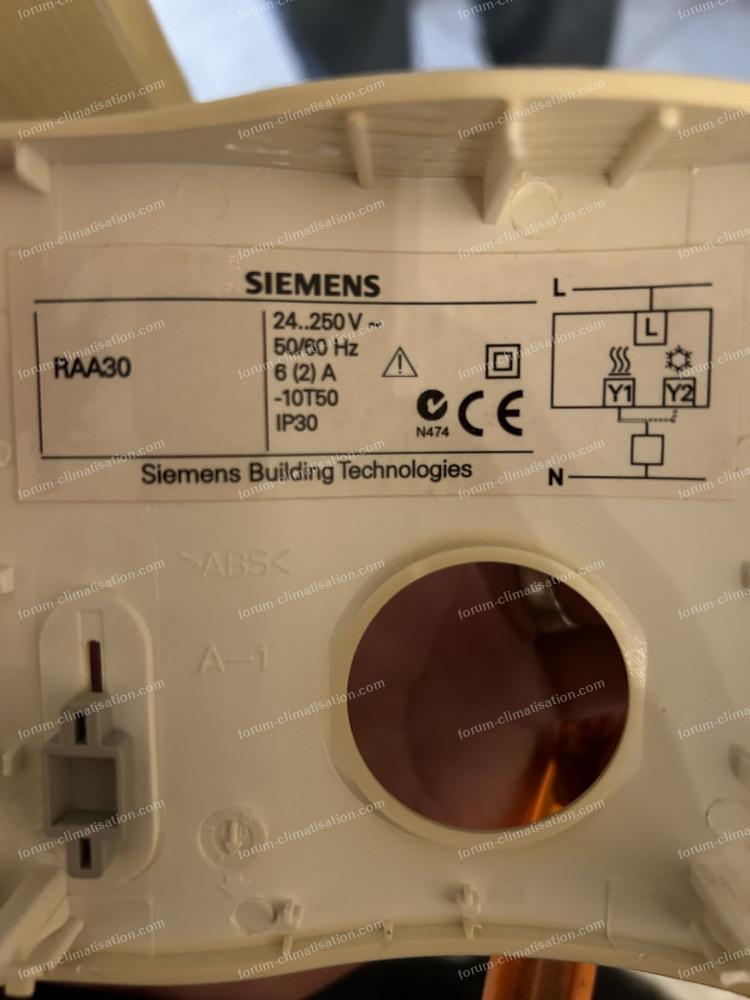 SIEMENS
RAA30
24..250 V ~
50/60 Hz
6 (2) A
-10T50
IP30
N474
CE
Siemens Building Technologies
L
L
Y1 Y2
N
>ABS<
A-1
forum-climatisation.com